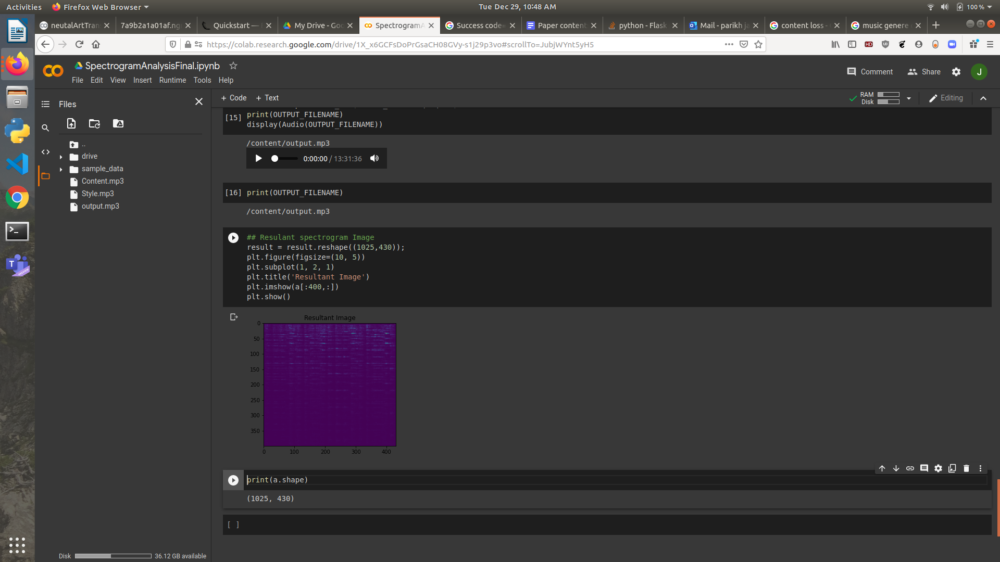 Activities
Firefox Web Browser
Tue Dec 29, 10:48 AM
100 %
neutalArtTran
7a9b2a1a01af.ng
Quickstart —
My Drive - Goo
SpectrogramA
Success code=
Paper content
python - Flask
Mail - parikh ja
content loss -
music genere
https://colab.research.google.com/drive/1X_x6GCFsDoPrGsaCH08GVy-s1j29p3vo#scrollTo=JubjWYnt5yH5
SpectrogramAnalysisFinal.ipynb
File Edit View Insert Runtime Tools Help
Comment
Share
J
Files
+ Code + Text
RAM
Disk
Editing
..
drive
sample_data
Content.mp3
Style.mp3
output.mp3
[15] print(OUTPUT_FILENAME)
display(Audio(OUTPUT_FILENAME))
/content/output.mp3
0:00:00 / 13:31:36
[16] print(OUTPUT_FILENAME)
/content/output.mp3
## Resulant spectrogram Image
result = result.reshape((1025,430));
plt.figure(figsize=(10, 5))
plt.subplot(1, 2, 1)
plt.title('Resultant Image')
plt.imshow(a[:400,:])
plt.show()
Resultant Image
0
50
100
150
200
250
300
350
0 100 200 300 400
print(a.shape)
(1025, 430)
[ ]
Disk
36.12 GB available